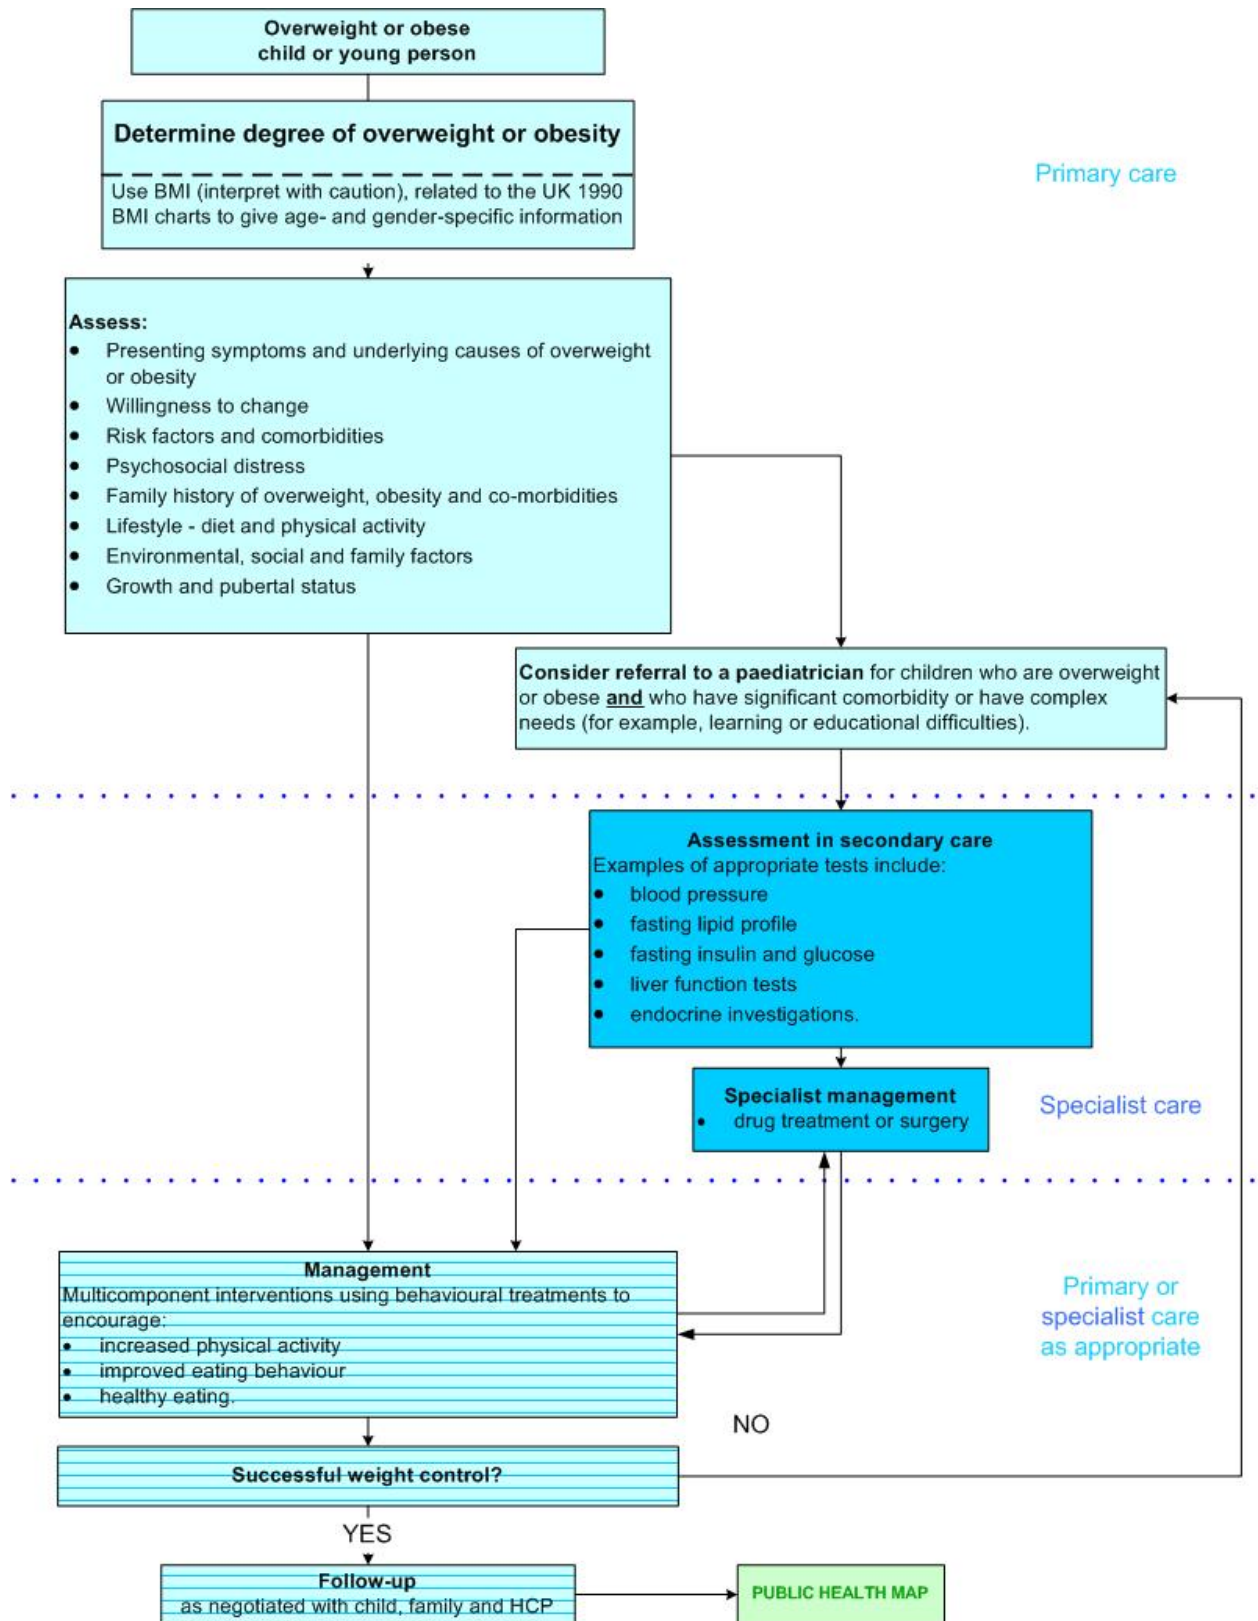 Overweight or obese
child or young person
Determine degree of overweight or obesity
Use BMI (interpret with caution), related to the UK 1990
BMI charts to give age- and gender-specific information
Primary care
Assess:
● Presenting symptoms and underlying causes of overweight
or obesity
● Willingness to change
● Risk factors and comorbidities
● Psychosocial distress
● Family history of overweight, obesity and co-morbidities
● Lifestyle - diet and physical activity
● Environmental, social and family factors
● Growth and pubertal status
Consider referral to a paediatrician for children who are overweight
or obese and who have significant comorbidity or have complex
needs (for example, learning or educational difficulties).
Assessment in secondary care
Examples of appropriate tests include:
● blood pressure
● fasting lipid profile
● fasting insulin and glucose
● liver function tests
● endocrine investigations.
Specialist management
● drug treatment or surgery
Specialist care
Management
Multicomponent interventions using behavioural treatments to
encourage:
● increased physical activity
● improved eating behaviour
● healthy eating.
Primary or
specialist care
as appropriate
NO
Successful weight control?
YES
Follow-up
as negotiated with child, family and HCP
PUBLIC HEALTH MAP